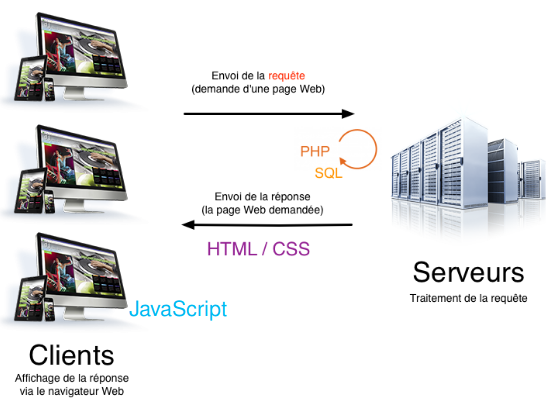 Envoi de la requête
(demande d'une page Web)
PHP
SQL
Envoi de la réponse
(la page Web demandée)
HTML / CSS
Serveurs
Traitement de la requête
JavaScript
Clients
Affichage de la réponse
via le navigateur Web